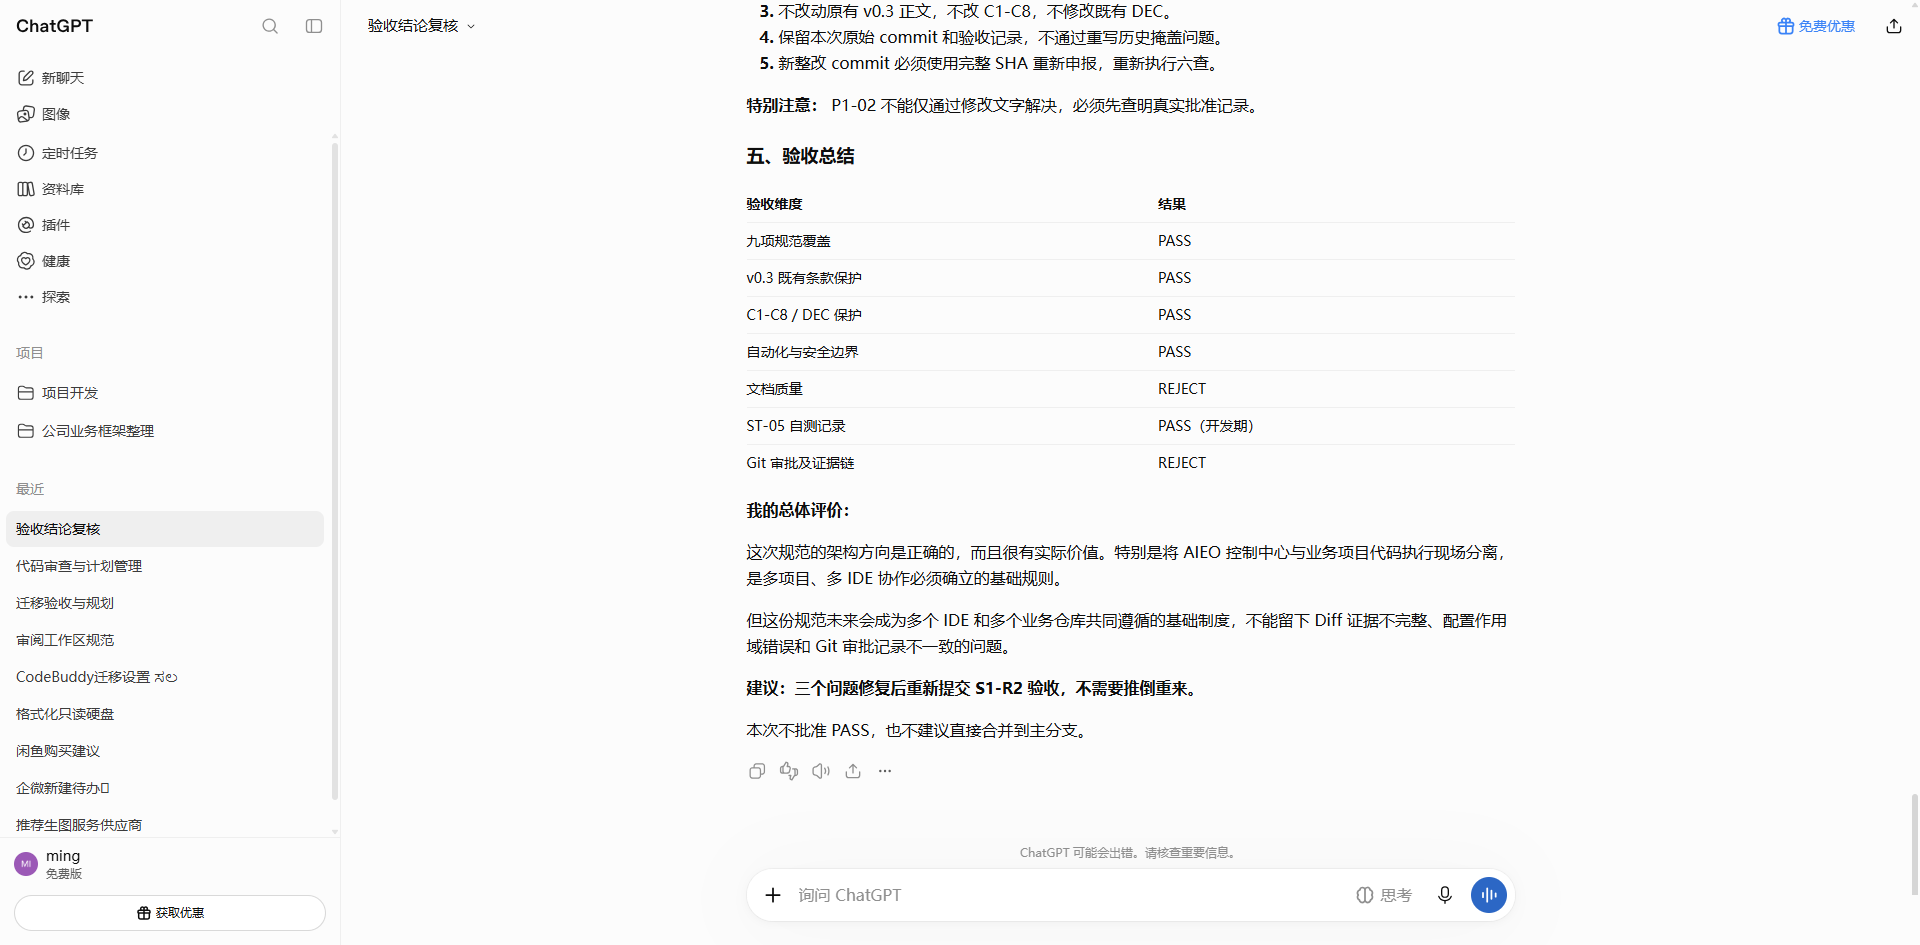 ChatGPT
新聊天
图像
定时任务
资料库
插件
健康
探索
项目
项目开发
公司业务框架整理
最近
验收结论复核
代码审查与计划管理
迁移验收与规划
审阅工作区规范
CodeBuddy迁移设置
格式化只读硬盘
闲鱼购买建议
企微新建待办
推荐生图服务供应商
MI
ming
免费版
获取优惠
验收结论复核
免费优惠
3. 不改动原有 v0.3 正文，不改 C1-C8，不修改既有 DEC。
4. 保留本次原始 commit 和验收记录，不通过重写历史掩盖问题。
5. 新整改 commit 必须使用完整 SHA 重新申报，重新执行六查。
特别注意： P1-02 不能仅通过修改文字解决，必须先查明真实批准记录。
五、验收总结
验收维度 结果
九项规范覆盖 PASS
v0.3 既有条款保护 PASS
C1-C8 / DEC 保护 PASS
自动化与安全边界 PASS
文档质量 REJECT
ST-05 自测记录 PASS（开发期）
Git 审批及证据链 REJECT
我的总体评价：
这次规范的架构方向是正确的，而且很有实际价值。特别是将 AIEO 控制中心与业务项目代码执行现场分离，
是多项目、多 IDE 协作必须确立的基础规则。
但这份规范未来会成为多个 IDE 和多个业务仓库共同遵循的基础制度，不能留下 Diff 证据不完整、配置作用
域错误和 Git 审批记录不一致的问题。
建议：三个问题修复后重新提交 S1-R2 验收，不需要推倒重来。
本次不批准 PASS，也不建议直接合并到主分支。
ChatGPT 可能会出错。请核查重要信息。
询问 ChatGPT
思考